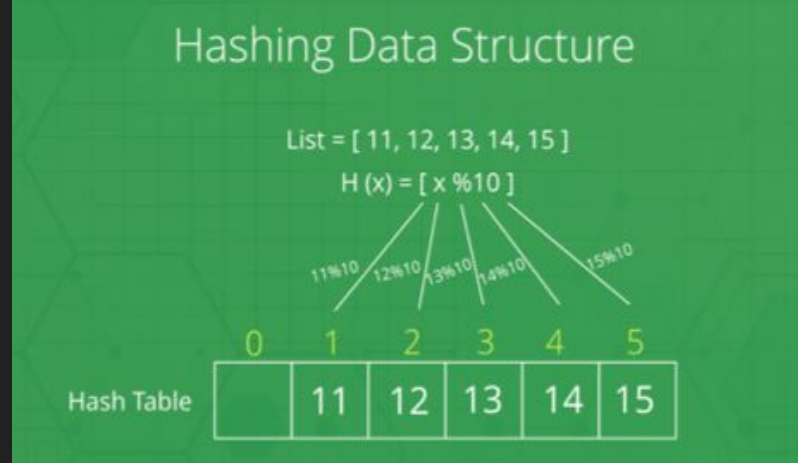 Hashing Data Structure
List = [ 11, 12, 13, 14, 15 ]
H (x) = [ x %10 ]
11%10 12%10 13%10 14%10 15%10
0 1 2 3 4 5
Hash Table 11 12 13 14 15